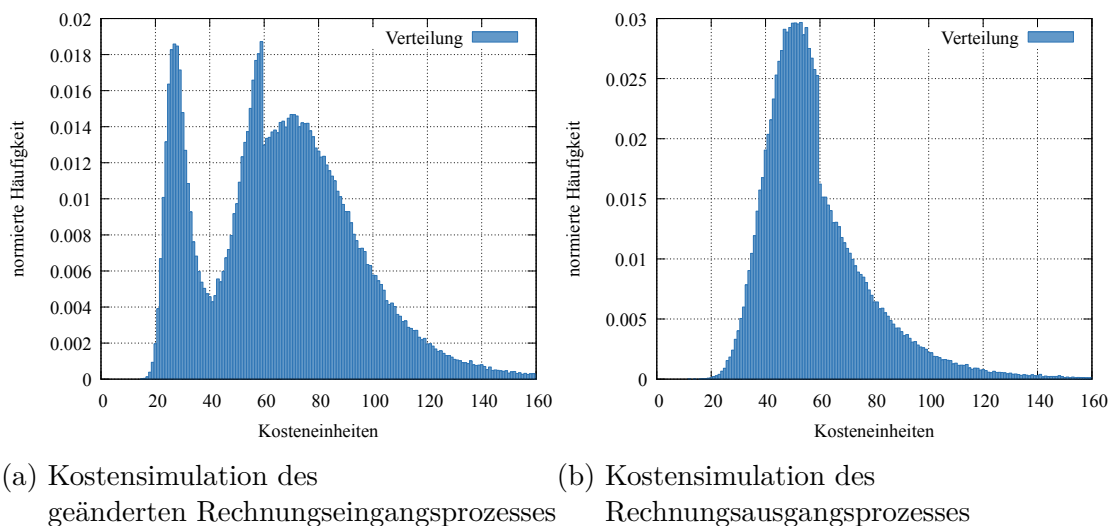 0.02
0.018
0.016
0.014
0.012
0.01
0.008
0.006
0.004
0.002
0
normierte Häufigkeit
Verteilung
0 20 40 60 80 100 120 140 160
Kosteneinheiten
0.03
0.025
0.02
0.015
0.01
0.005
0
normierte Häufigkeit
Verteilung
0 20 40 60 80 100 120 140 160
Kosteneinheiten
(a) Kostensimulation des
geänderten Rechnungseingangsprozesses
(b) Kostensimulation des
Rechnungsausgangsprozesses